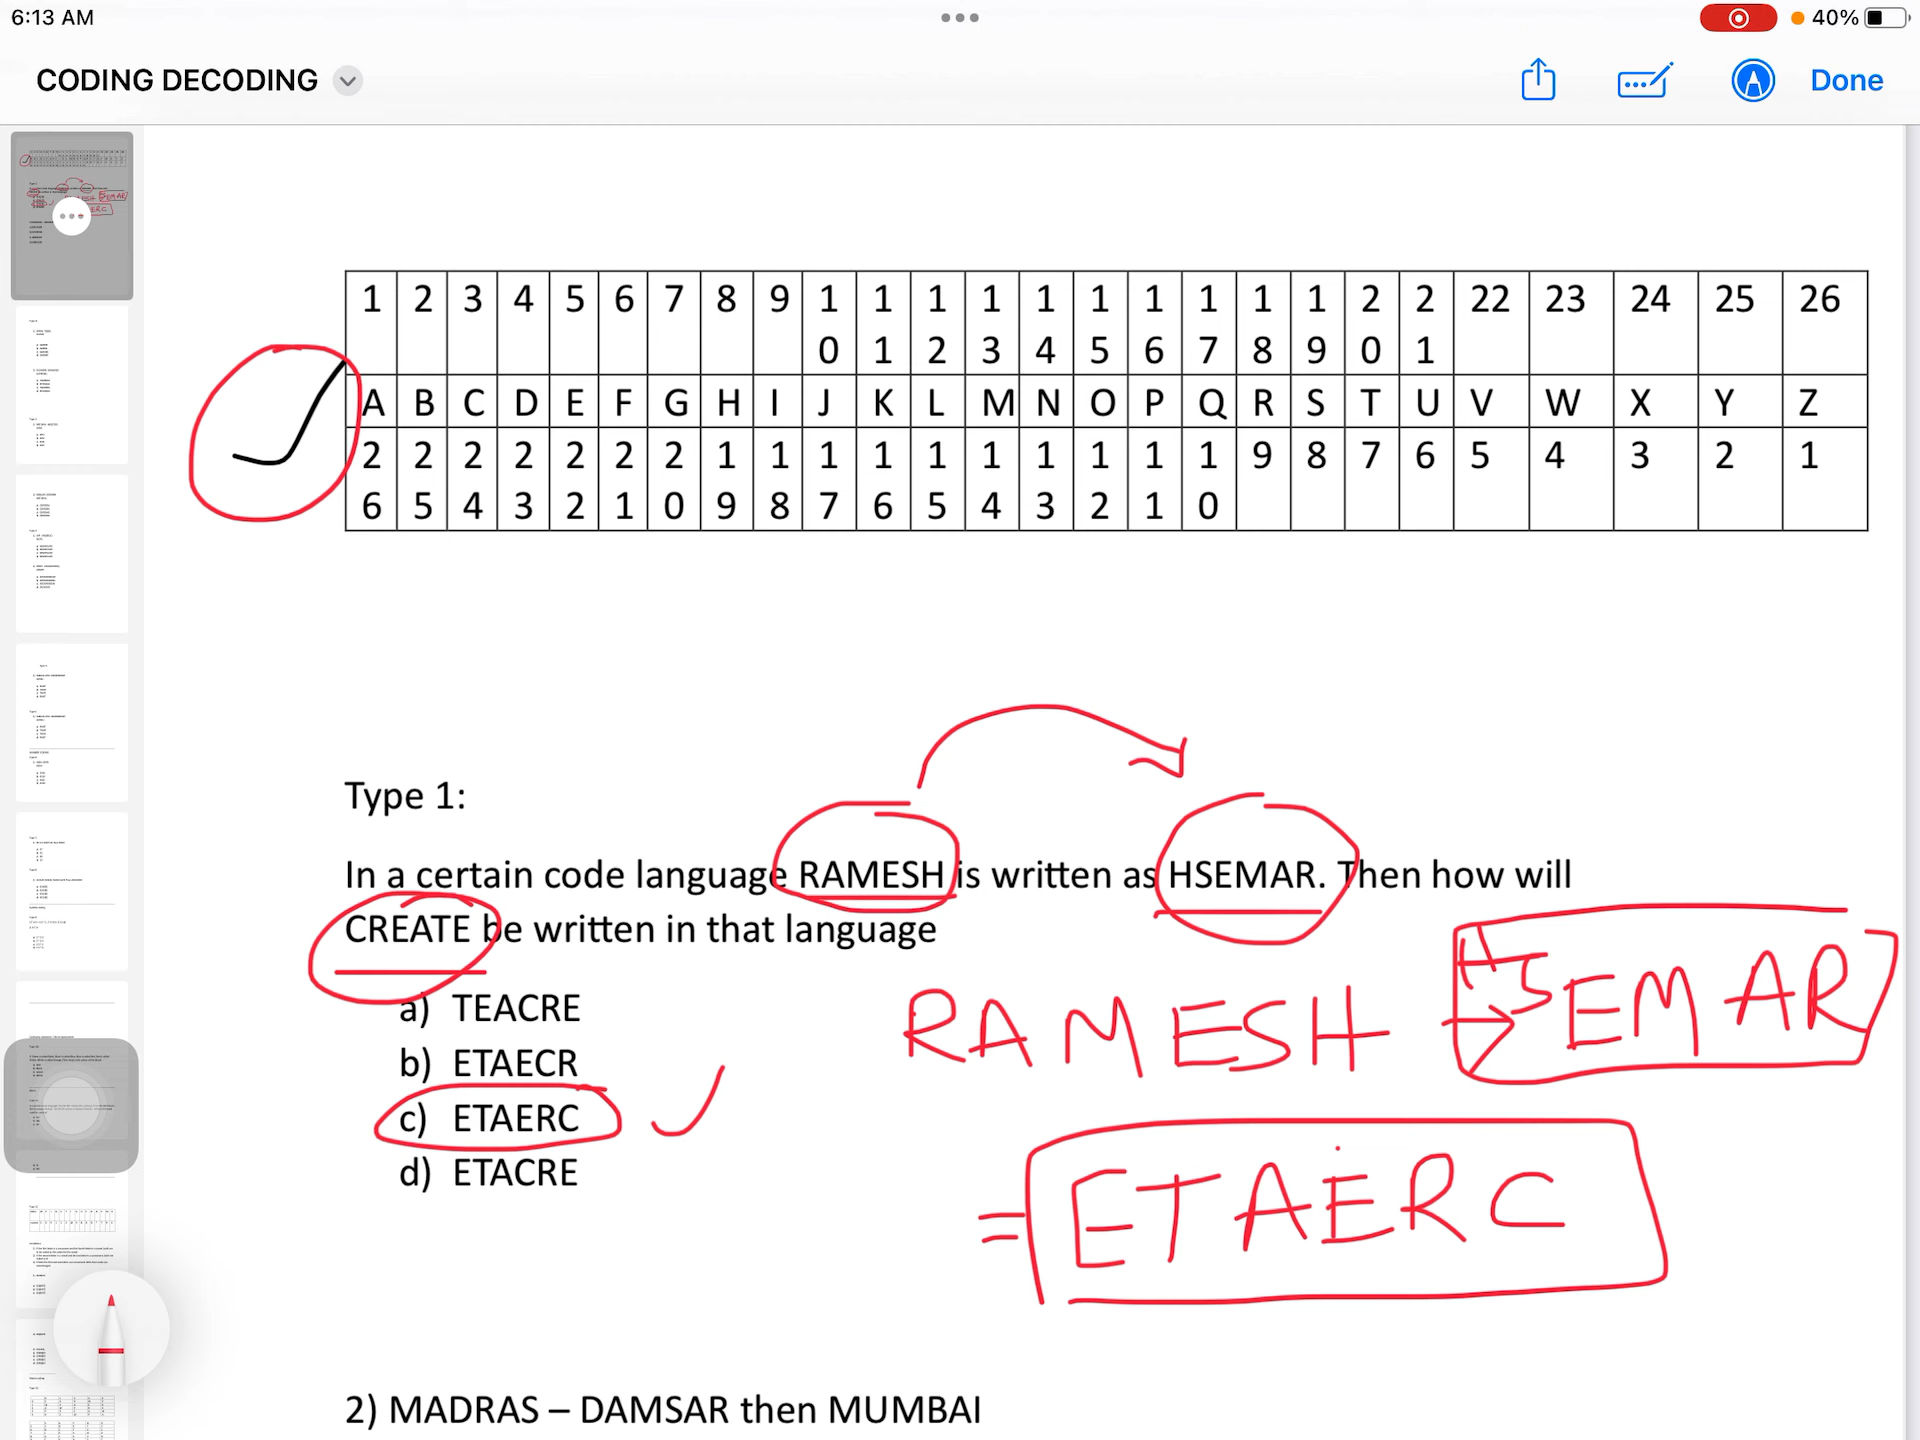 6:13 AM
40%
CODING DECODING
Done
1 2 3 4 5 6 7 8 9 10 11 12 13 14 15 16 17 18 19 20 21 22 23 24 25 26
A B C D E F G H I J K L M N O P Q R S T U V W X Y Z
26 25 24 23 22 21 20 19 18 17 16 15 14 13 12 11 10 9 8 7 6 5 4 3 2 1
Type 1:
In a certain code language RAMESH is written as HSEMAR. Then how will
CREATE be written in that language
a) TEACRE
b) ETAECR
c) ETAERC
d) ETACRE
RAMESH HSEMAR
= ETAERC
2) MADRAS – DAMSAR then MUMBAI